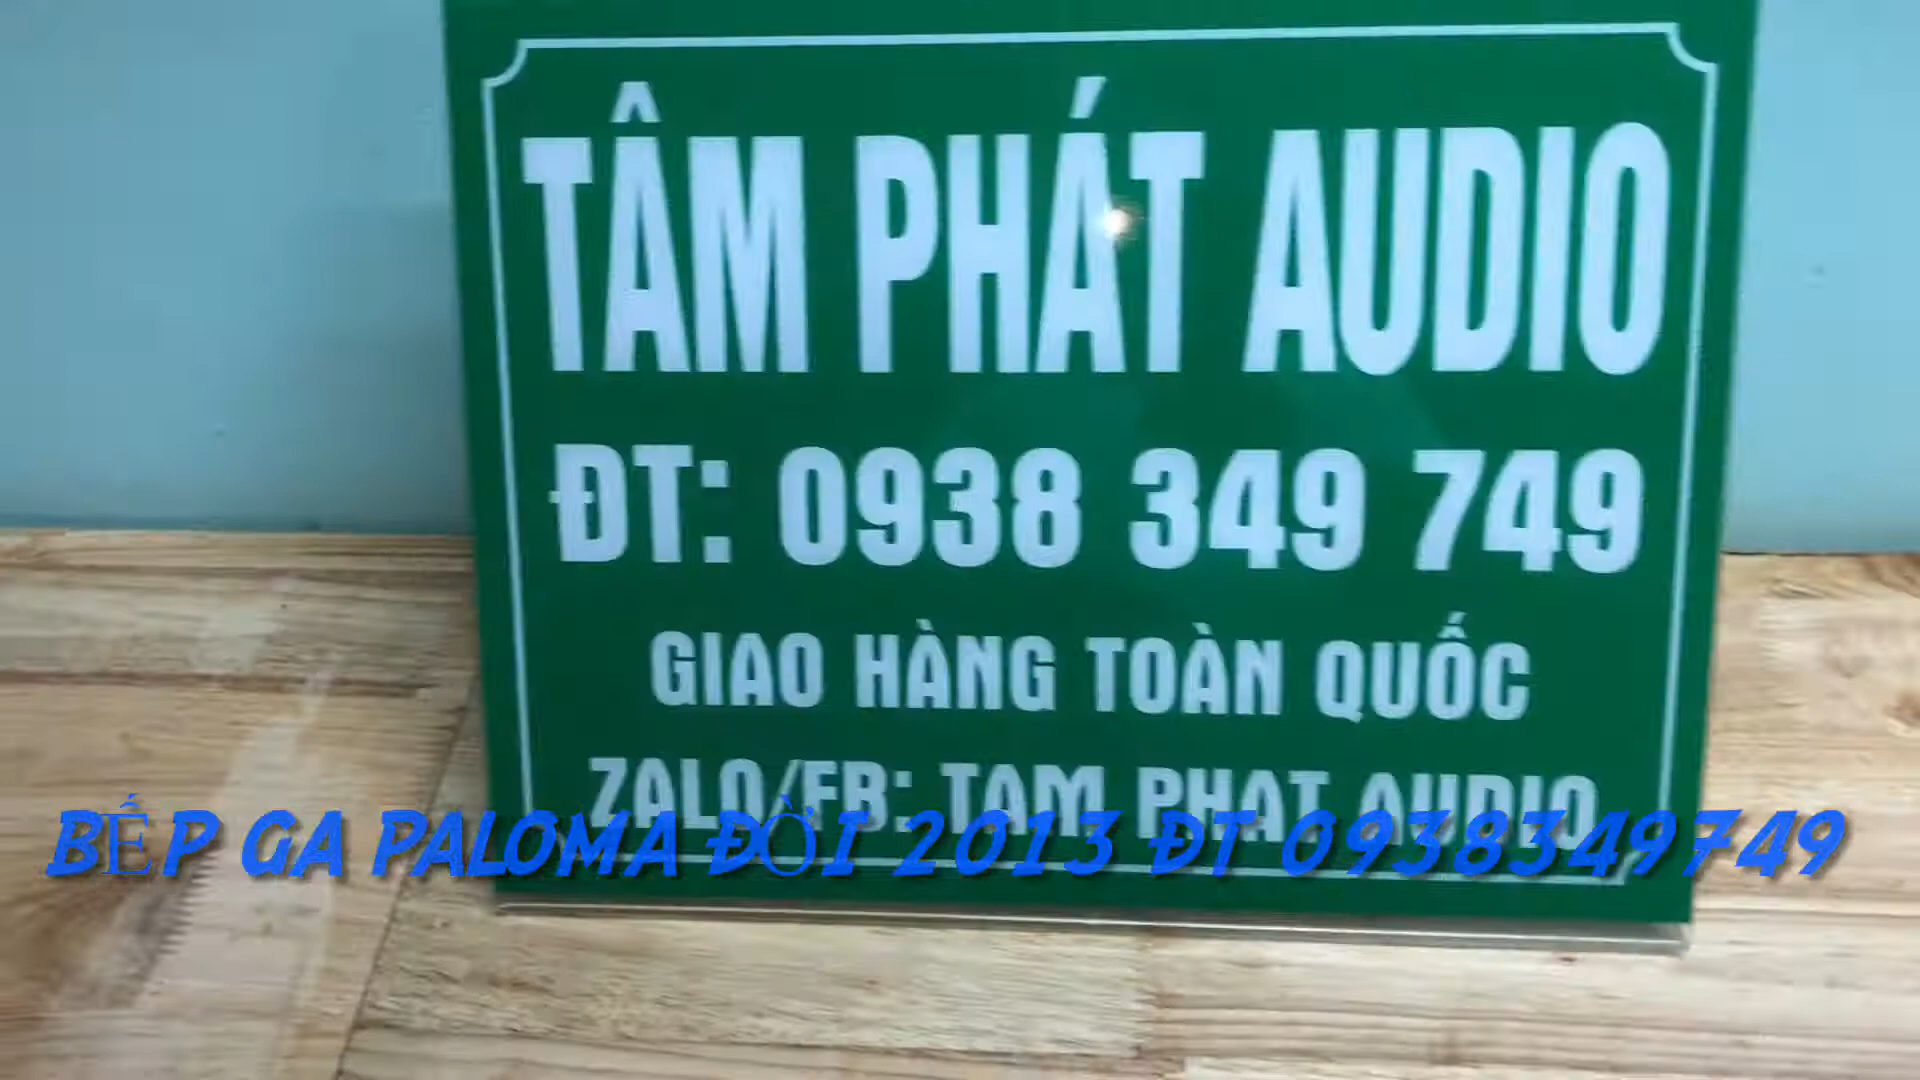 TÂM PHÁT AUDIO
ĐT: 0938 349 749
GIAO HÀNG TOÀN QUỐC
ZALO/FB: TAM PHAT AUDIO
BẾP GA PALOMA ĐỜI 2013 ĐT 0938349749